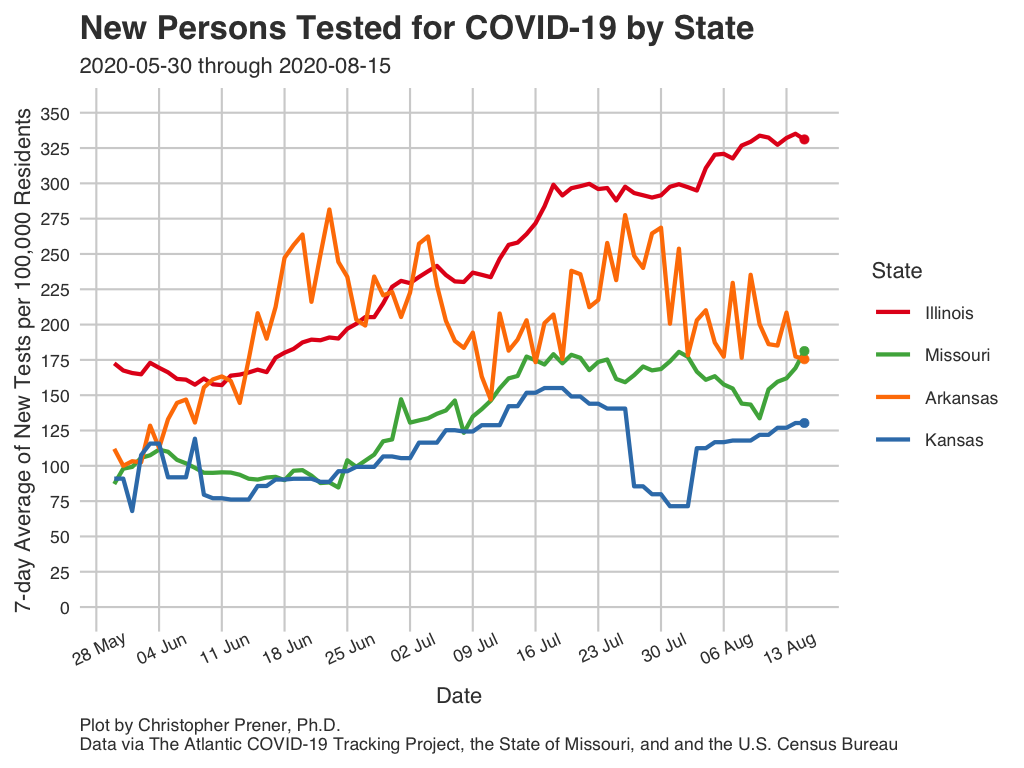 New Persons Tested for COVID-19 by State
2020-05-30 through 2020-08-15
7-day Average of New Tests per 100,000 Residents
350
325
300
275
250
225
200
175
150
125
100
75
50
25
0
28 May
04 Jun
11 Jun
18 Jun
25 Jun
02 Jul
09 Jul
16 Jul
23 Jul
30 Jul
06 Aug
13 Aug
Date
State
Illinois
Missouri
Arkansas
Kansas
Plot by Christopher Prener, Ph.D.
Data via The Atlantic COVID-19 Tracking Project, the State of Missouri, and and the U.S. Census Bureau